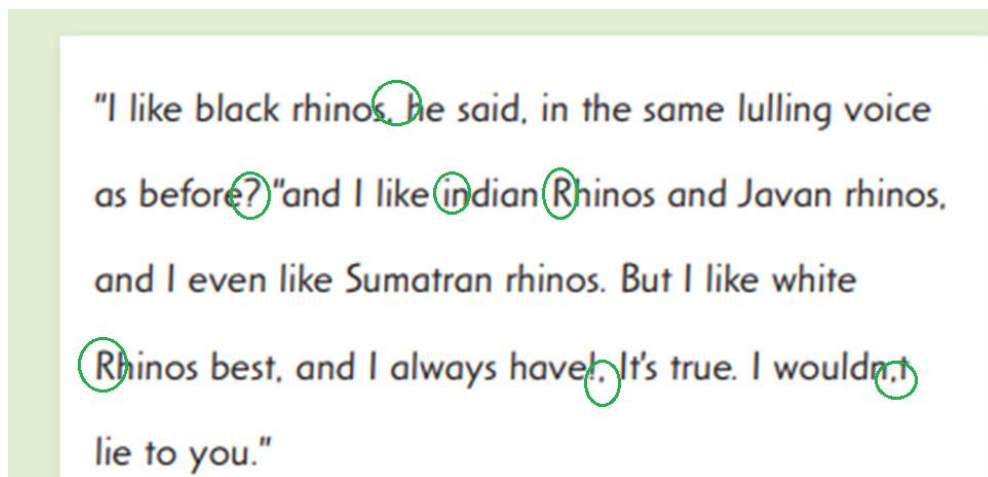 "I like black rhinos, he said, in the same lulling voice
as before? "and I like indian Rhinos and Javan rhinos,
and I even like Sumatran rhinos. But I like white
Rhinos best, and I always have!, It's true. I wouldn,t
lie to you."